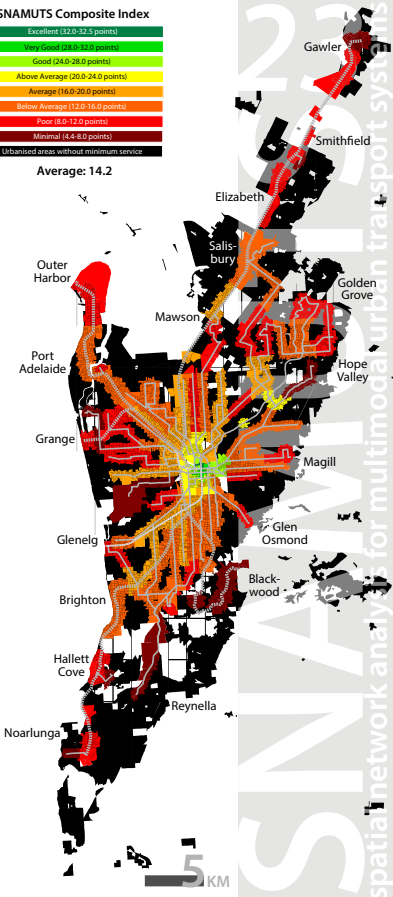 SNAMUTS Composite Index
Excellent (32.0-32.5 points)
Very Good (28.0-32.0 points)
Good (24.0-28.0 points)
Above Average (20.0-24.0 points)
Average (16.0-20.0 points)
Below Average (12.0-16.0 points)
Poor (8.0-12.0 points)
Minimal (4.4-8.0 points)
Urbanised areas without minimum service
Average: 14.2
23
Gawler
Smithfield
Elizabeth
Salis-
bury
Outer
Harbor
Golden
Grove
Mawson
Port
Adelaide
Hope
Valley
Grange
Magill
Glenelg
Glen
Osmond
Black-
wood
Brighton
Hallett
Cove
Reynella
Noarlunga
5 KM
SNAMUTS
spatial network analysis for multimodal urban transport systems